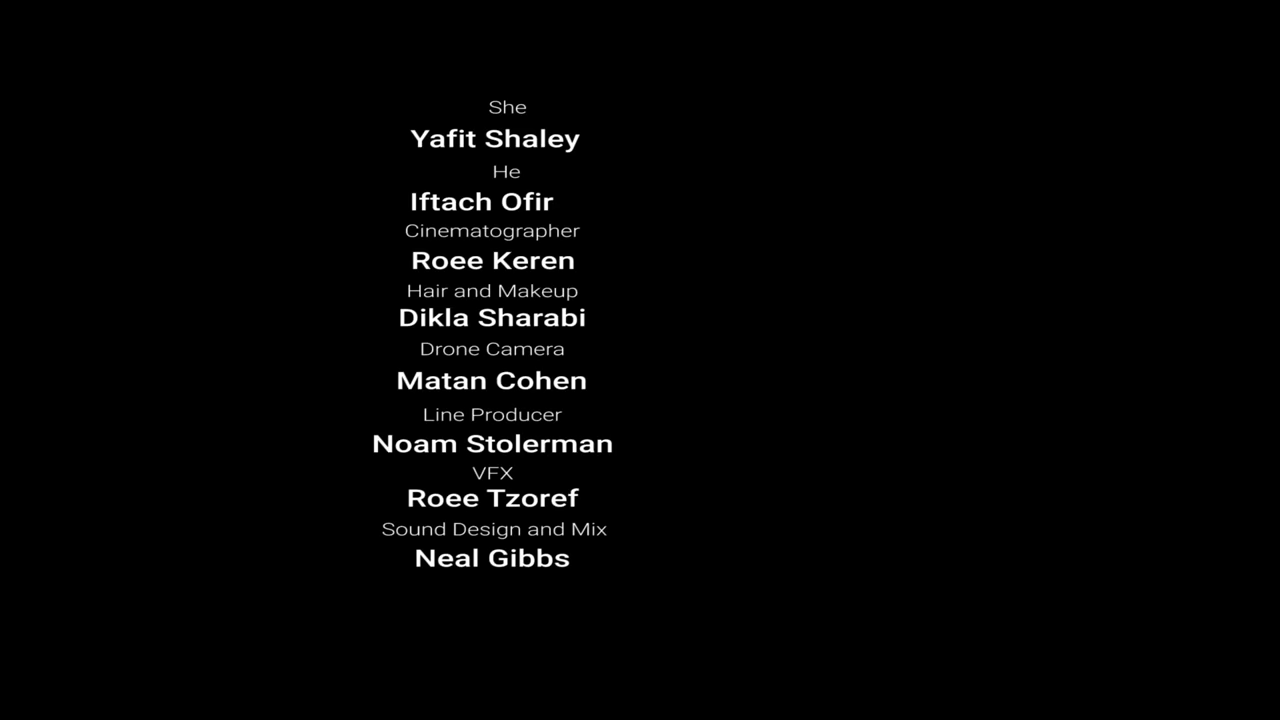 She
Yafit Shaley
He
Iftach Ofir
Cinematographer
Roee Keren
Hair and Makeup
Dikla Sharabi
Drone Camera
Matan Cohen
Line Producer
Noam Stolerman
VFX
Roee Tzoref
Sound Design and Mix
Neal Gibbs